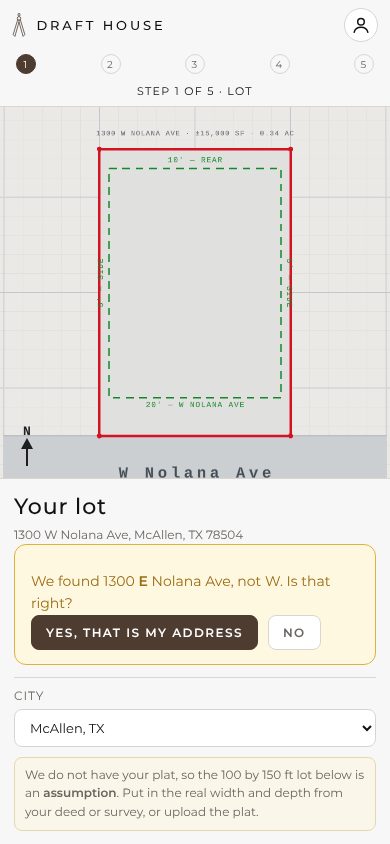 DRAFT HOUSE
1 2 3 4 5
STEP 1 OF 5 · LOT
1300 W NOLANA AVE · ±15,000 SF · 0.34 AC
10' — REAR
20' — W NOLANA AVE
N
W Nolana Ave
Your lot
1300 W Nolana Ave, McAllen, TX 78504
We found 1300 E Nolana Ave, not W. Is that
right?
YES, THAT IS MY ADDRESS NO
CITY
McAllen, TX
We do not have your plat, so the 100 by 150 ft lot below is
an assumption. Put in the real width and depth from
your deed or survey, or upload the plat.